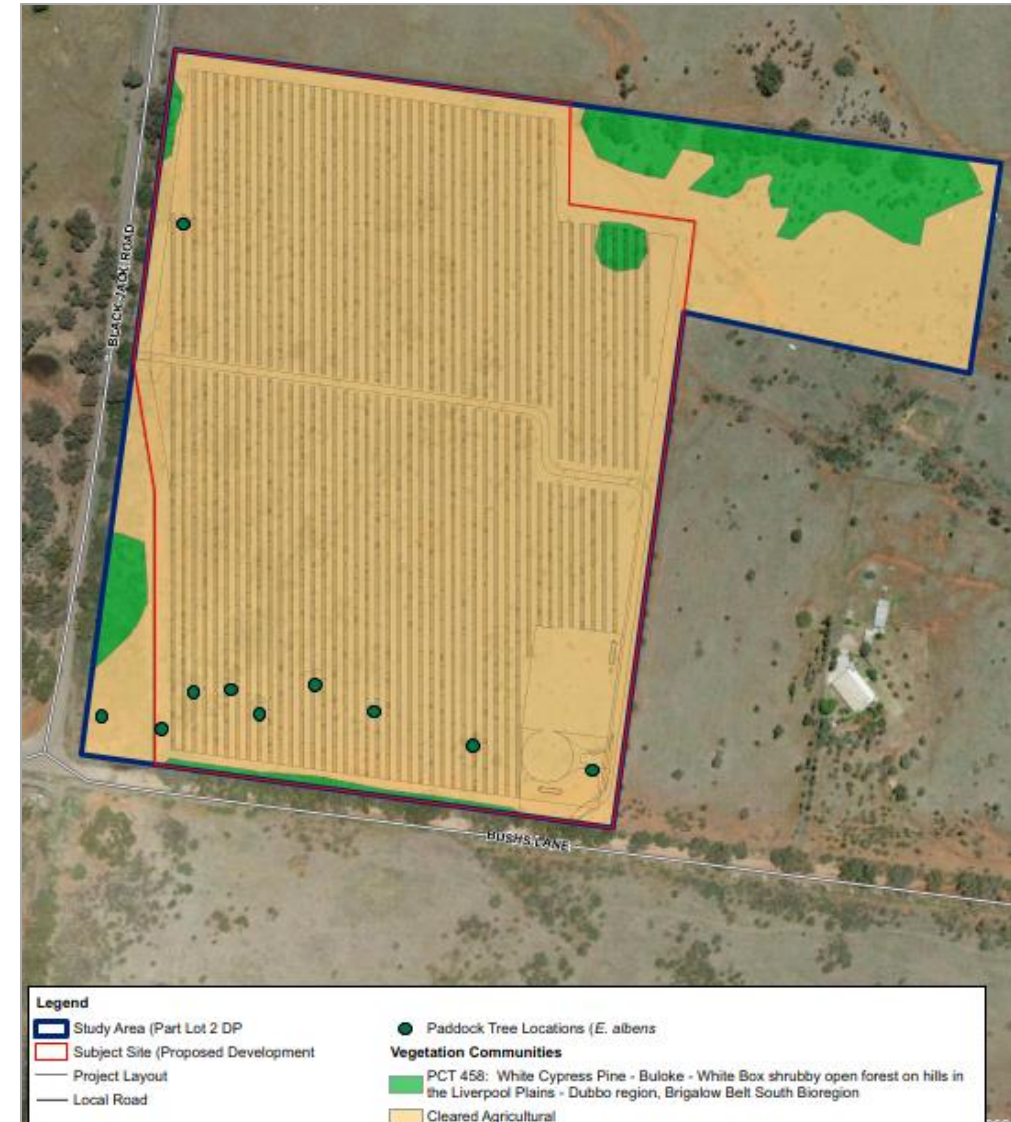 BLACK JACK ROAD
BUSHS LANE
Legend
Study Area (Part Lot 2 DP
Subject Site (Proposed Development
Project Layout
Local Road
Paddock Tree Locations (E. albens
Vegetation Communities
PCT 458: White Cypress Pine - Buloke - White Box shrubby open forest on hills in
the Liverpool Plains - Dubbo region, Brigalow Belt South Bioregion
Cleared Agricultural